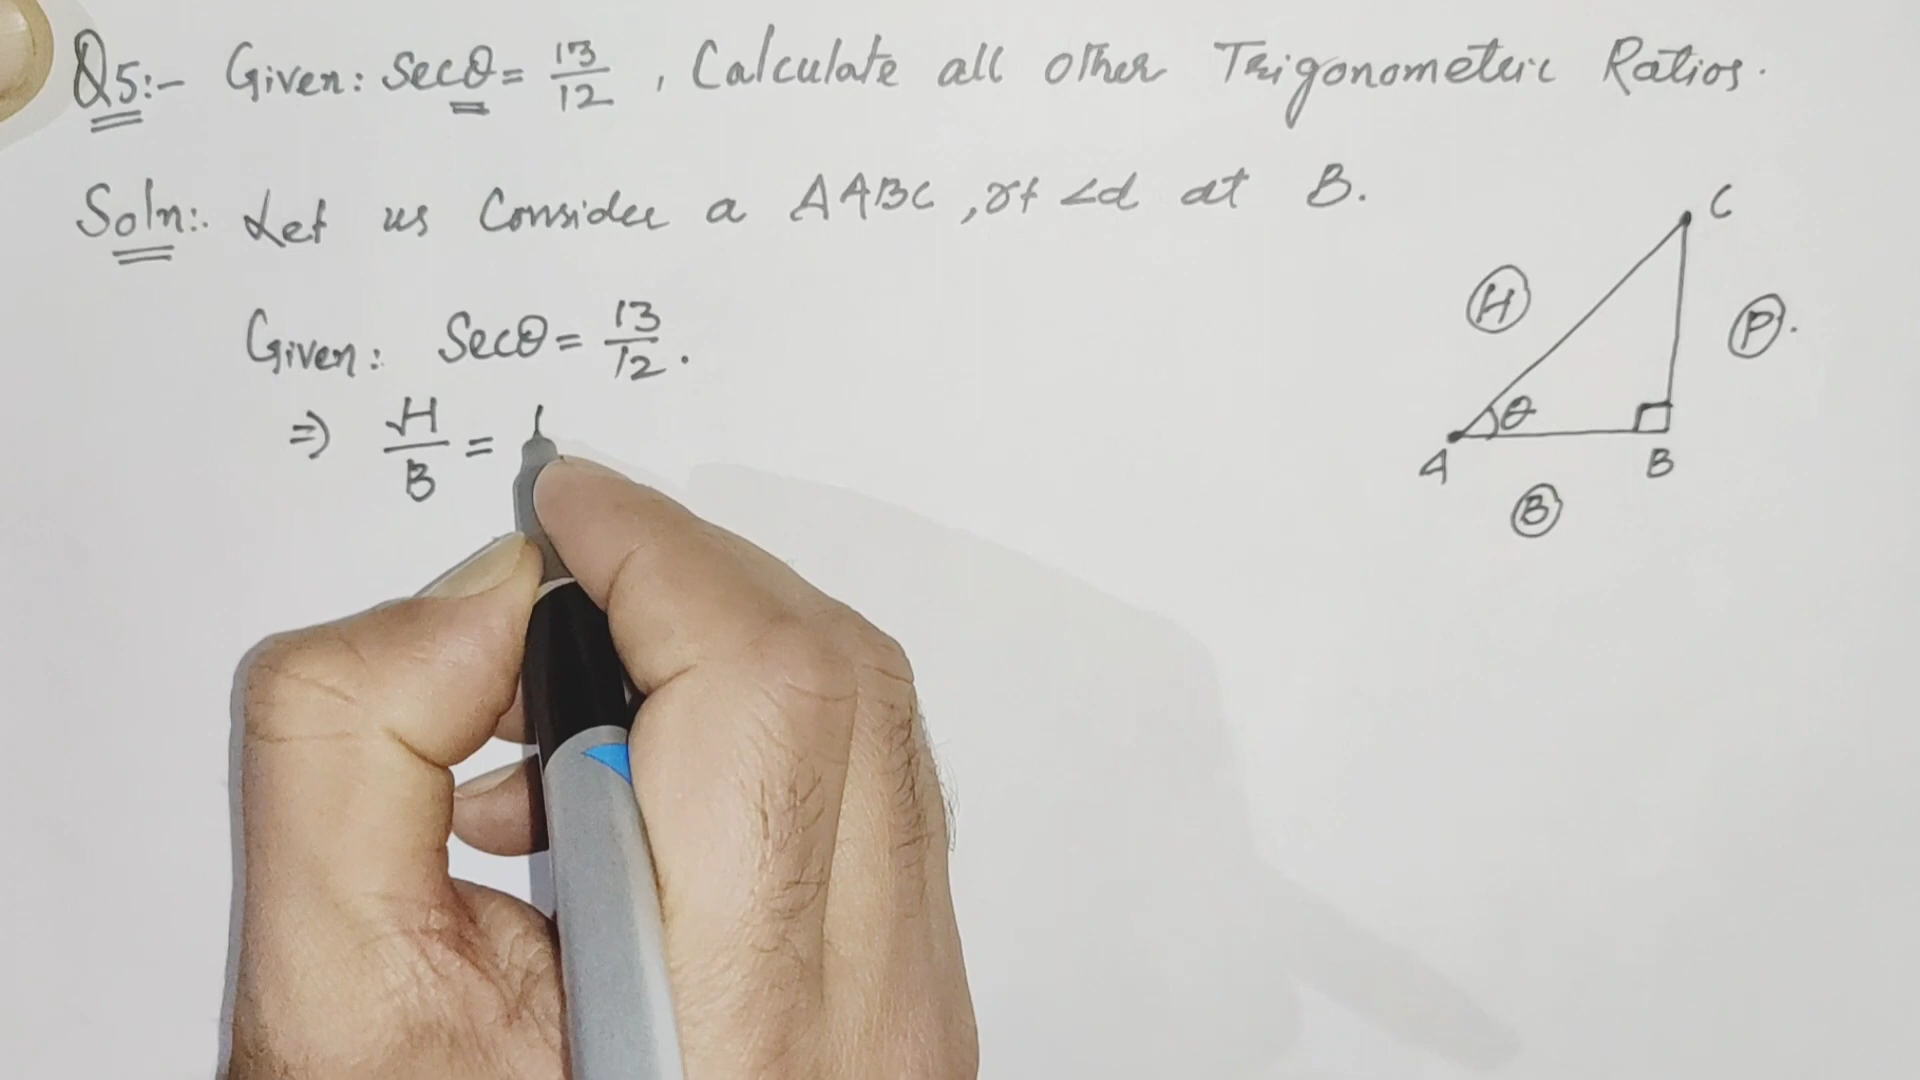 Q5:- Given: secθ = 13/12, Calculate all other Trigonometric Ratios.
Soln:. Let us Consider a ΔABC, rt ∠d at B.
Given: Secθ = 13/12.
⇒ H/B = 1
C
H
P.
θ
A
B
B